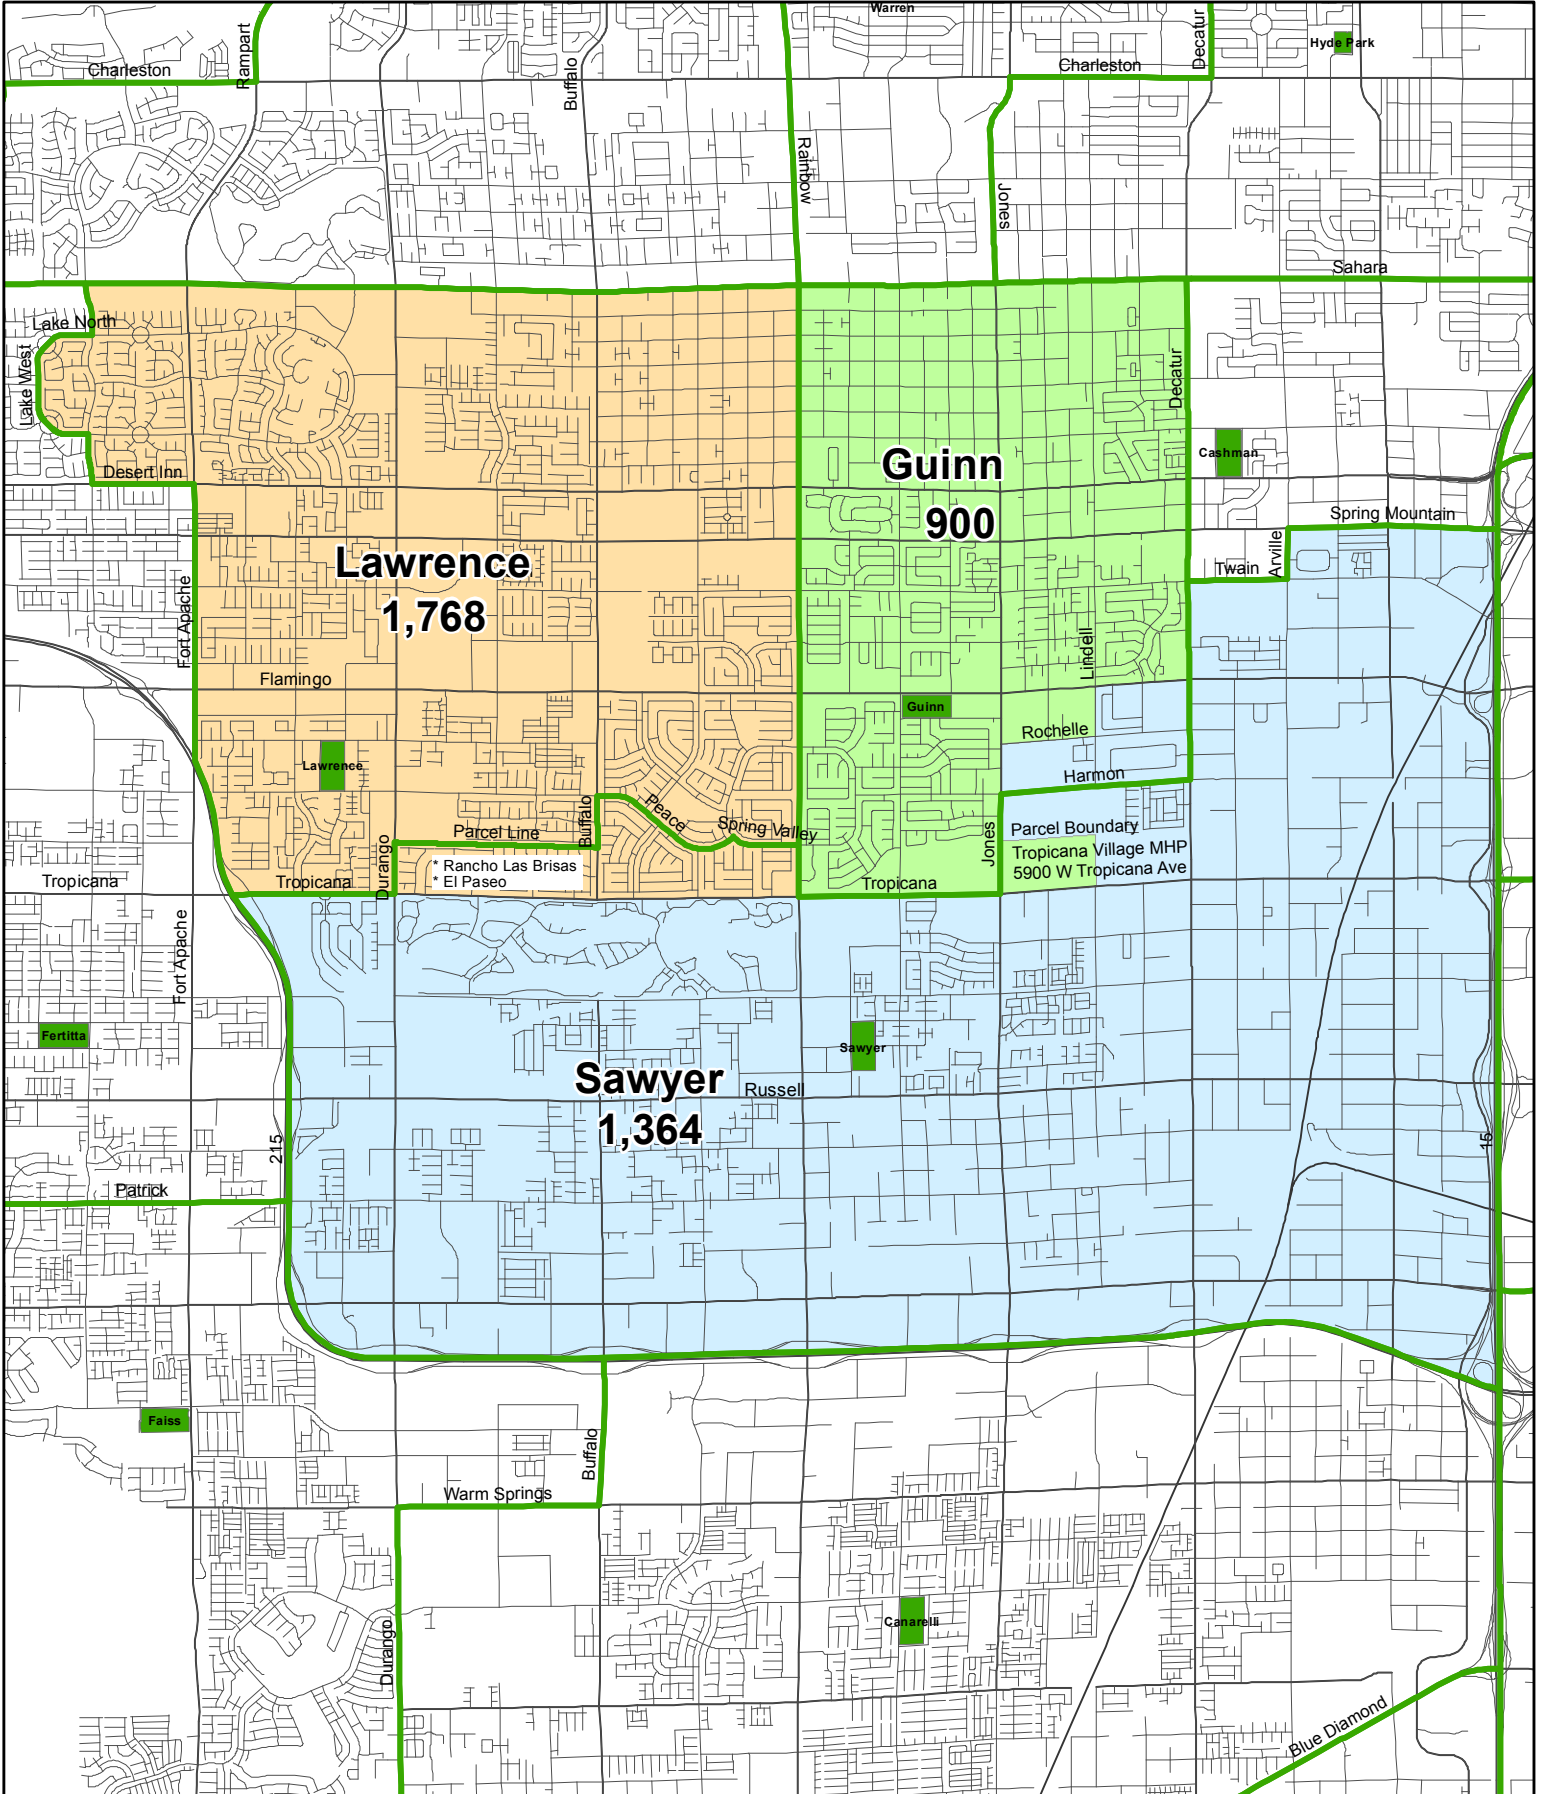 Warren
Rampart
Decatur
Hyde Park
Charleston
Buffalo
Charleston
Rainbow
Jones
Sahara
Lake North
Lake West
Decatur
Desert Inn
Guinn
900
Cashman
Spring Mountain
Arville
Twain
Lawrence
1,768
Fort Apache
Lindell
Flamingo
Guinn
Rochelle
Lawrence
Harmon
Buffalo
Peace
Spring Valley
Parcel Line
Durango
Jones
Parcel Boundary
Tropicana Village MHP
5900 W Tropicana Ave
* Rancho Las Brisas
* El Paseo
Tropicana
Tropicana
Tropicana
Fort Apache
Fertitta
Sawyer
Sawyer
1,364
Russell
215
15
Patrick
Faiss
Buffalo
Warm Springs
Durango
Canarelli
Blue Diamond